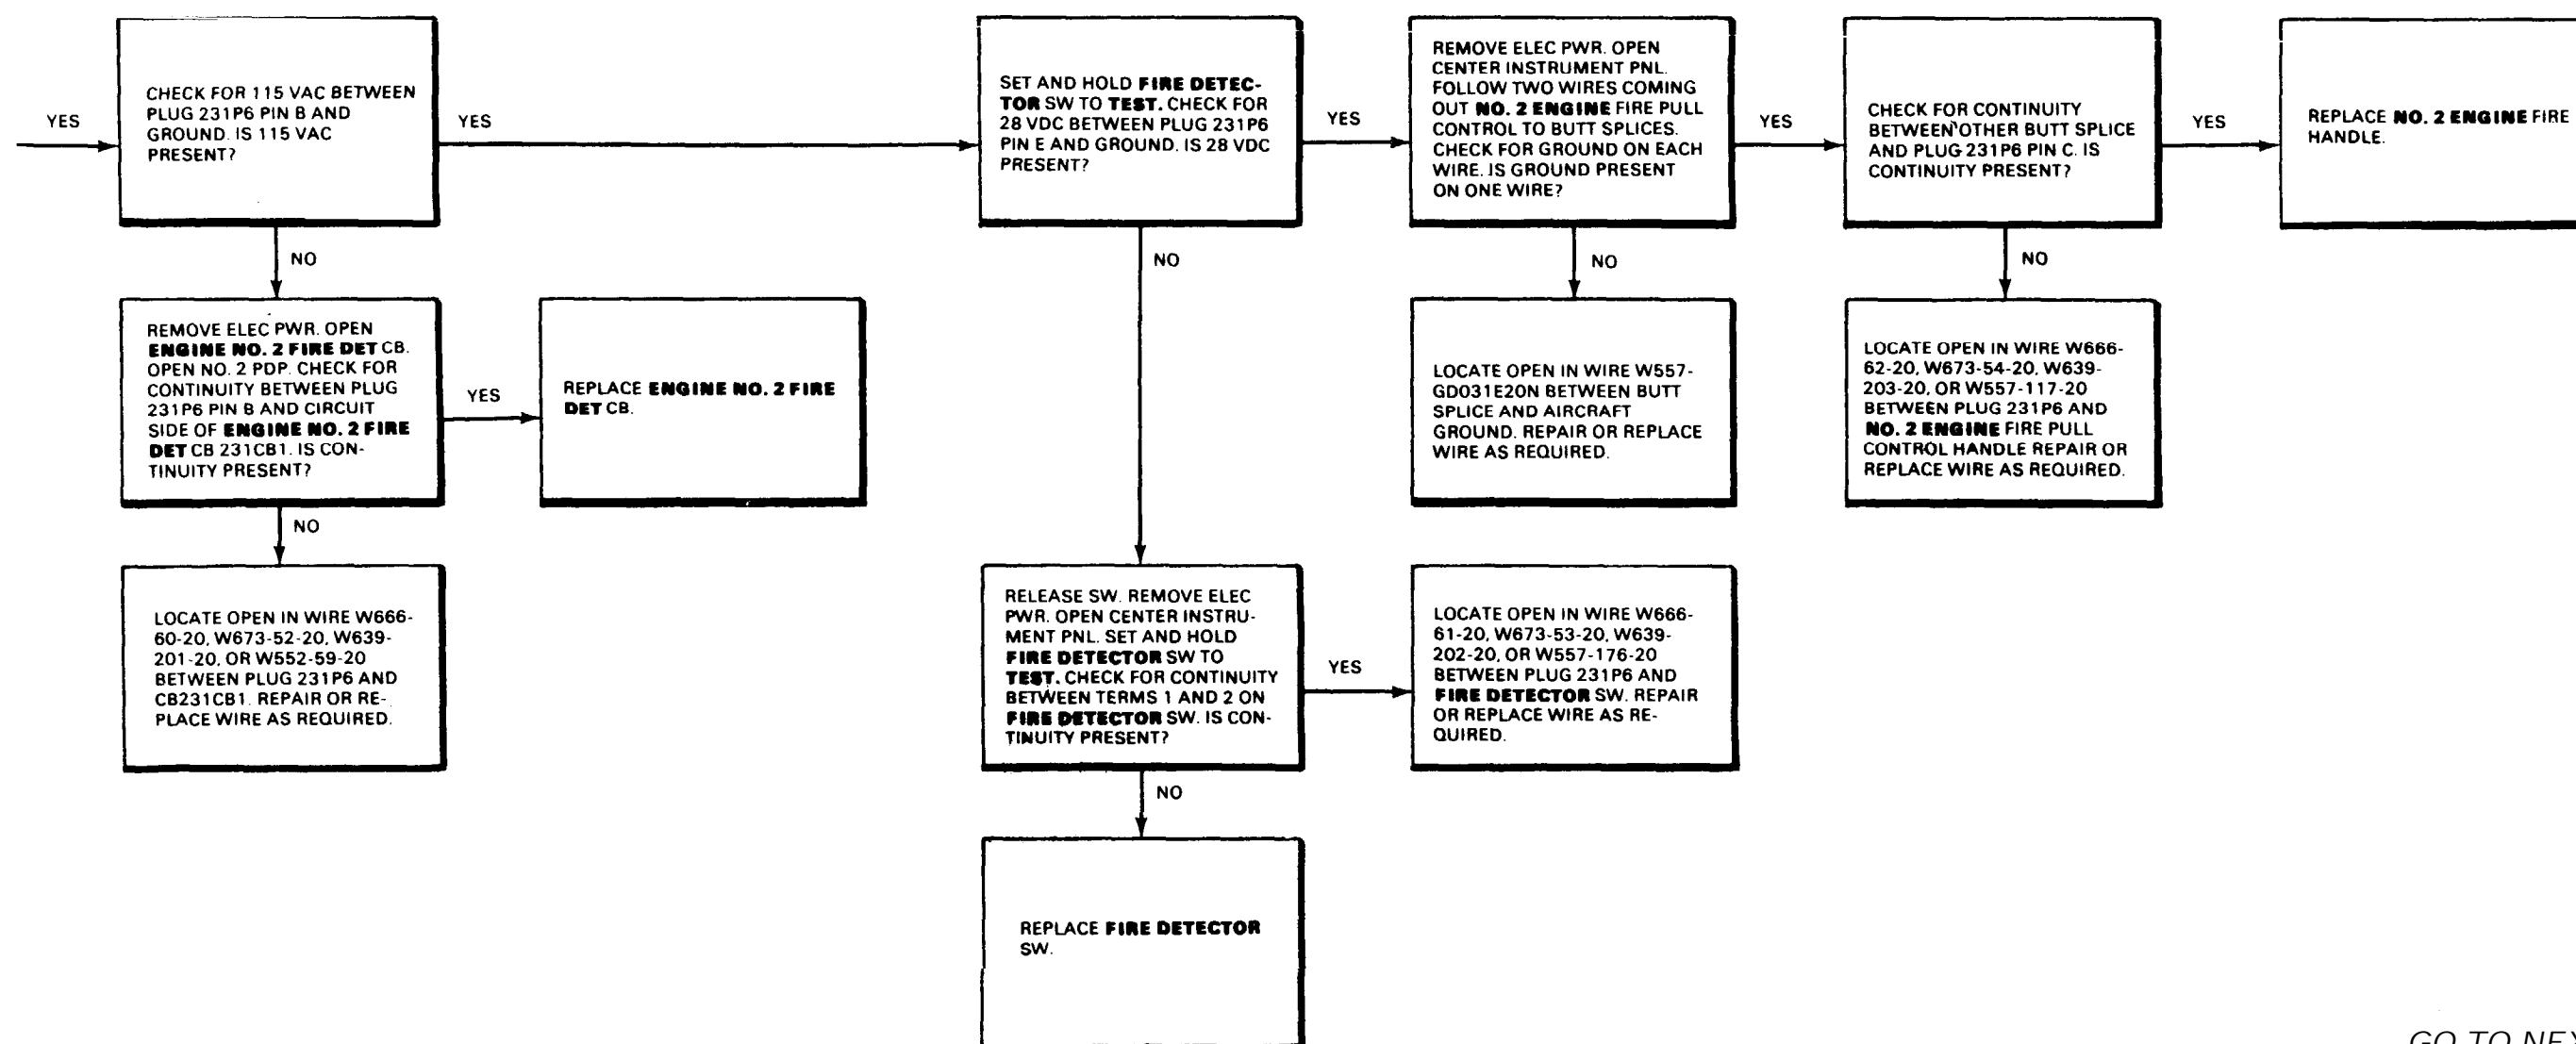 YES
CHECK FOR 115 VAC BETWEEN
PLUG 231P6 PIN B AND
GROUND. IS 115 VAC
PRESENT?
YES
SET AND HOLD FIRE DETEC-
TOR SW TO TEST. CHECK FOR
28 VDC BETWEEN PLUG 231P6
PIN E AND GROUND. IS 28 VDC
PRESENT?
YES
REMOVE ELEC PWR. OPEN
CENTER INSTRUMENT PNL.
FOLLOW TWO WIRES COMING
OUT NO. 2 ENGINE FIRE PULL
CONTROL TO BUTT SPLICES.
CHECK FOR GROUND ON EACH
WIRE. IS GROUND PRESENT
ON ONE WIRE?
YES
CHECK FOR CONTINUITY
BETWEEN OTHER BUTT SPLICE
AND PLUG 231P6 PIN C. IS
CONTINUITY PRESENT?
YES
REPLACE NO. 2 ENGINE FIRE
HANDLE.
NO
NO
NO
NO
REMOVE ELEC PWR. OPEN
ENGINE NO. 2 FIRE DET CB.
OPEN NO. 2 PDP. CHECK FOR
CONTINUITY BETWEEN PLUG
231P6 PIN B AND CIRCUIT
SIDE OF ENGINE NO. 2 FIRE
DET CB 231CB1. IS CON-
TINUITY PRESENT?
YES
REPLACE ENGINE NO. 2 FIRE
DET CB.
LOCATE OPEN IN WIRE W557-
GD031E20N BETWEEN BUTT
SPLICE AND AIRCRAFT
GROUND. REPAIR OR REPLACE
WIRE AS REQUIRED.
LOCATE OPEN IN WIRE W666-
62-20, W673-54-20, W639-
203-20, OR W557-117-20
BETWEEN PLUG 231P6 AND
NO. 2 ENGINE FIRE PULL
CONTROL HANDLE REPAIR OR
REPLACE WIRE AS REQUIRED.
NO
LOCATE OPEN IN WIRE W666-
60-20, W673-52-20, W639-
201-20, OR W552-59-20
BETWEEN PLUG 231P6 AND
CB231CB1. REPAIR OR RE-
PLACE WIRE AS REQUIRED.
RELEASE SW. REMOVE ELEC
PWR. OPEN CENTER INSTRU-
MENT PNL. SET AND HOLD
FIRE DETECTOR SW TO
TEST. CHECK FOR CONTINUITY
BETWEEN TERMS 1 AND 2 ON
FIRE DETECTOR SW. IS CON-
TINUITY PRESENT?
YES
LOCATE OPEN IN WIRE W666-
61-20, W673-53-20, W639-
202-20, OR W557-176-20
BETWEEN PLUG 231P6 AND
FIRE DETECTOR SW. REPAIR
OR REPLACE WIRE AS RE-
QUIRED.
NO
REPLACE FIRE DETECTOR
SW.
GO TO